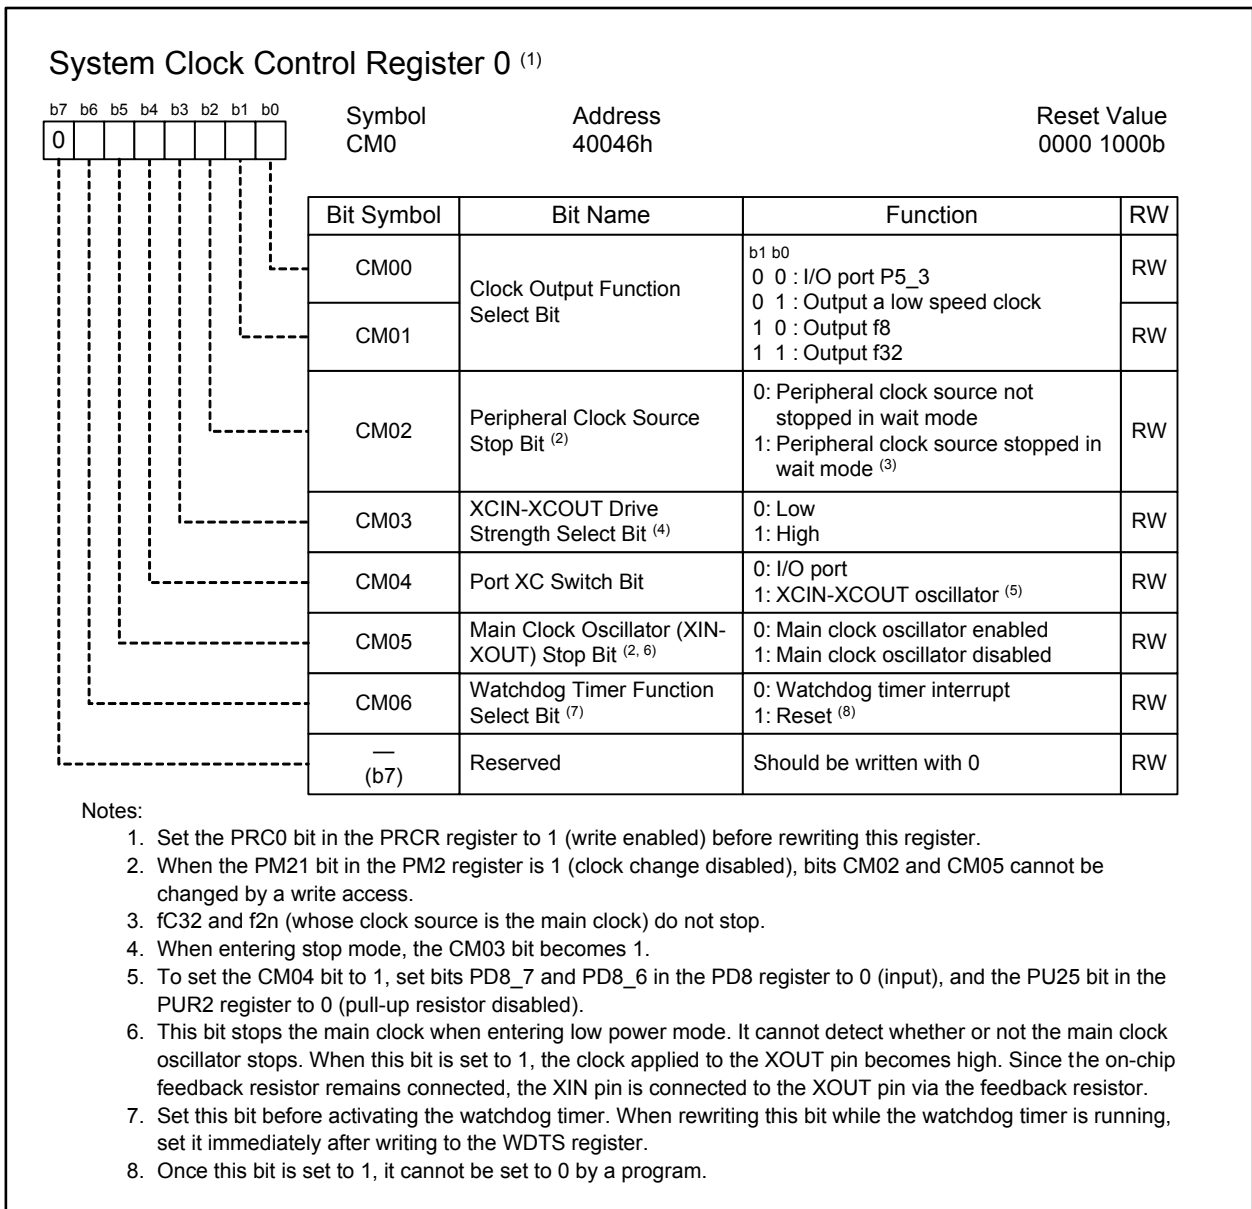 System Clock Control Register 0 (1)
b7 b6 b5 b4 b3 b2 b1 b0
0
Symbol Address Reset Value
CM0 40046h 0000 1000b
Bit Symbol Bit Name Function RW
CM00 Clock Output Function Select Bit RW
b1 b0
0 0 : I/O port P5_3
0 1 : Output a low speed clock
1 0 : Output f8
1 1 : Output f32
CM01 RW
CM02 Peripheral Clock Source
Stop Bit (2)
0: Peripheral clock source not
stopped in wait mode
1: Peripheral clock source stopped in
wait mode (3)
RW
CM03 XCIN-XCOUT Drive
Strength Select Bit (4)
0: Low
1: High
RW
CM04 Port XC Switch Bit
0: I/O port
1: XCIN-XCOUT oscillator (5)
RW
CM05 Main Clock Oscillator (XIN-
XOUT) Stop Bit (2, 6)
0: Main clock oscillator enabled
1: Main clock oscillator disabled
RW
CM06 Watchdog Timer Function
Select Bit (7)
0: Watchdog timer interrupt
1: Reset (8)
RW
—
(b7)
Reserved Should be written with 0 RW
Notes:
1. Set the PRC0 bit in the PRCR register to 1 (write enabled) before rewriting this register.
2. When the PM21 bit in the PM2 register is 1 (clock change disabled), bits CM02 and CM05 cannot be
changed by a write access.
3. fC32 and f2n (whose clock source is the main clock) do not stop.
4. When entering stop mode, the CM03 bit becomes 1.
5. To set the CM04 bit to 1, set bits PD8_7 and PD8_6 in the PD8 register to 0 (input), and the PU25 bit in the
PUR2 register to 0 (pull-up resistor disabled).
6. This bit stops the main clock when entering low power mode. It cannot detect whether or not the main clock
oscillator stops. When this bit is set to 1, the clock applied to the XOUT pin becomes high. Since the on-chip
feedback resistor remains connected, the XIN pin is connected to the XOUT pin via the feedback resistor.
7. Set this bit before activating the watchdog timer. When rewriting this bit while the watchdog timer is running,
set it immediately after writing to the WDTS register.
8. Once this bit is set to 1, it cannot be set to 0 by a program.